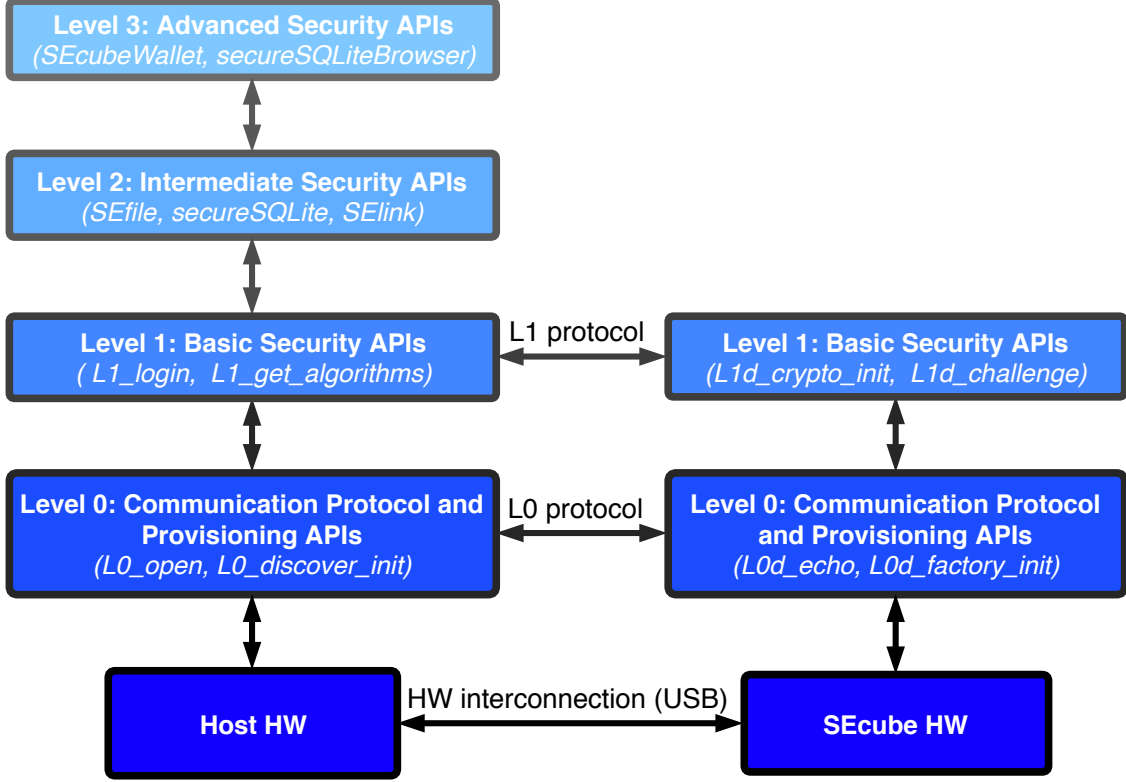 Level 3: Advanced Security APIs
(SEcubeWallet, secureSQLiteBrowser)
Level 2: Intermediate Security APIs
(SEfile, secureSQLite, SElink)
Level 1: Basic Security APIs
( L1_login, L1_get_algorithms)
L1 protocol
Level 1: Basic Security APIs
(L1d_crypto_init, L1d_challenge)
Level 0: Communication Protocol and
Provisioning APIs
(L0_open, L0_discover_init)
L0 protocol
Level 0: Communication Protocol
and Provisioning APIs
(L0d_echo, L0d_factory_init)
Host HW
HW interconnection (USB)
SEcube HW